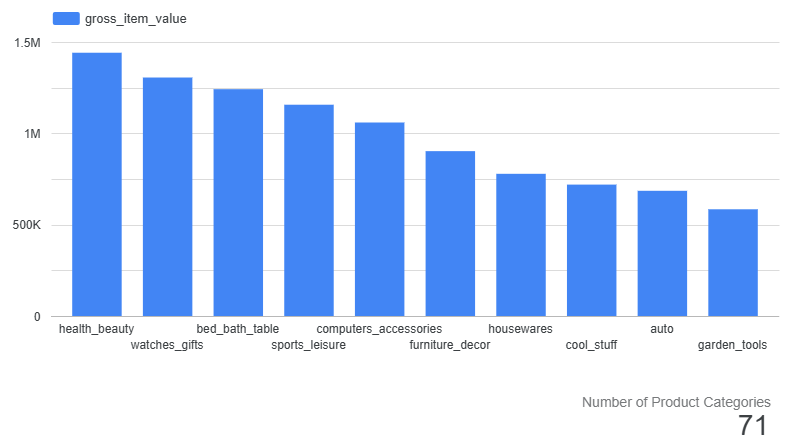 gross_item_value
1.5M
1M
500K
0
health_beauty
watches_gifts
bed_bath_table
sports_leisure
computers_accessories
furniture_decor
housewares
cool_stuff
auto
garden_tools
Number of Product Categories
71